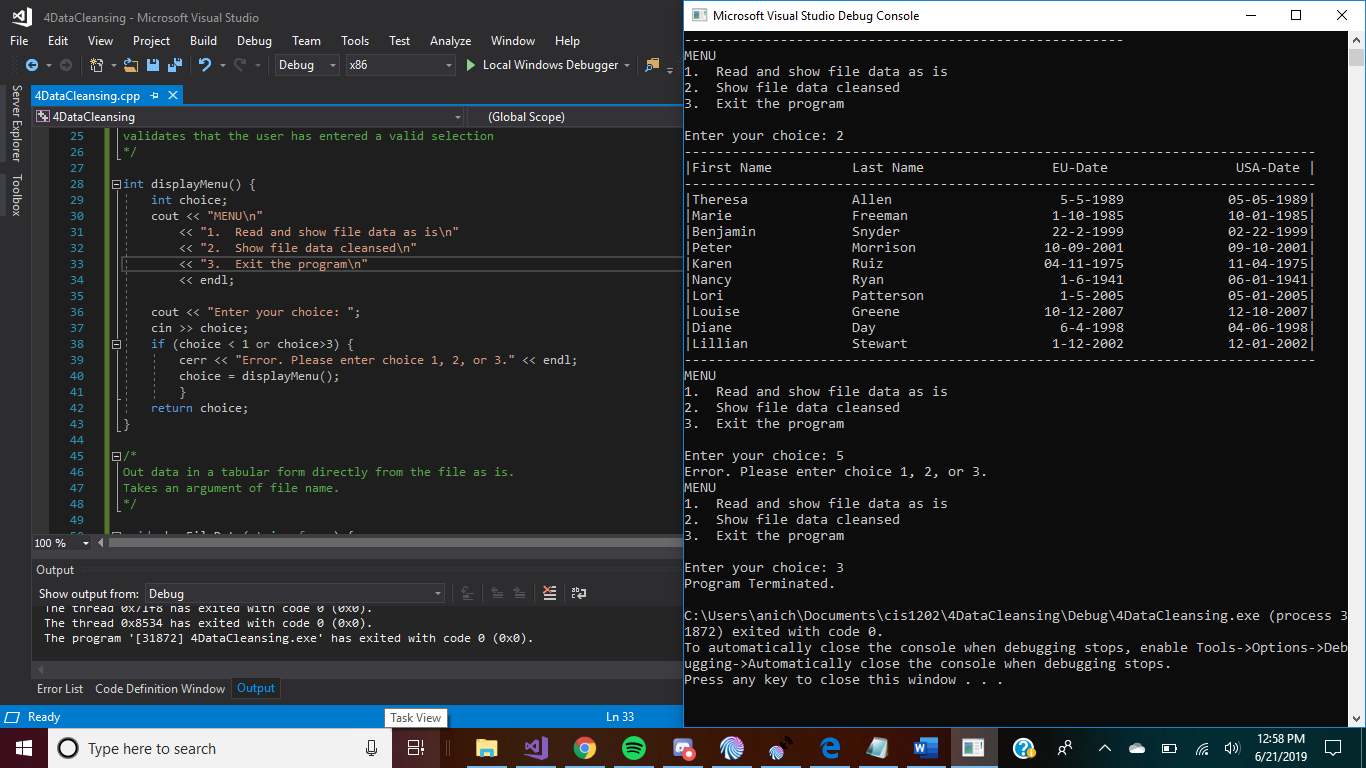 4DataCleansing - Microsoft Visual Studio
File Edit View Project Build Debug Team Tools Test Analyze Window Help
Debug x86 Local Windows Debugger
Server Explorer
Toolbox
4DataCleansing.cpp
4DataCleansing (Global Scope)
25 validates that the user has entered a valid selection
26 */
27
28 int displayMenu() {
29 int choice;
30 cout << "MENU\n"
31 << "1.  Read and show file data as is\n"
32 << "2.  Show file data cleansed\n"
33 << "3.  Exit the program\n"
34 << endl;
35
36 cout << "Enter your choice: ";
37 cin >> choice;
38 if (choice < 1 or choice>3) {
39 cerr << "Error. Please enter choice 1, 2, or 3." << endl;
40 choice = displayMenu();
41 }
42 return choice;
43 }
44
45 /*
46 Out data in a tabular form directly from the file as is.
47 Takes an argument of file name.
48 */
49
100 %
Output
Show output from: Debug
The thread 0x71f8 has exited with code 0 (0x0).
The thread 0x8534 has exited with code 0 (0x0).
The program '[31872] 4DataCleansing.exe' has exited with code 0 (0x0).
Error List Code Definition Window Output
Ready Ln 33
Task View
Microsoft Visual Studio Debug Console
-------------------------------------------------------
MENU
1.  Read and show file data as is
2.  Show file data cleansed
3.  Exit the program
Enter your choice: 2
-------------------------------------------------------------------------------
|First Name Last Name EU-Date USA-Date |
-------------------------------------------------------------------------------
|Theresa Allen 5-5-1989 05-05-1989|
|Marie Freeman 1-10-1985 10-01-1985|
|Benjamin Snyder 22-2-1999 02-22-1999|
|Peter Morrison 10-09-2001 09-10-2001|
|Karen Ruiz 04-11-1975 11-04-1975|
|Nancy Ryan 1-6-1941 06-01-1941|
|Lori Patterson 1-5-2005 05-01-2005|
|Louise Greene 10-12-2007 12-10-2007|
|Diane Day 6-4-1998 04-06-1998|
|Lillian Stewart 1-12-2002 12-01-2002|
-------------------------------------------------------------------------------
MENU
1.  Read and show file data as is
2.  Show file data cleansed
3.  Exit the program
Enter your choice: 5
Error. Please enter choice 1, 2, or 3.
MENU
1.  Read and show file data as is
2.  Show file data cleansed
3.  Exit the program
Enter your choice: 3
Program Terminated.
C:\Users\anich\Documents\cis1202\4DataCleansing\Debug\4DataCleansing.exe (process 3
1872) exited with code 0.
To automatically close the console when debugging stops, enable Tools->Options->Deb
ugging->Automatically close the console when debugging stops.
Press any key to close this window . . .
Type here to search
12:58 PM
6/21/2019